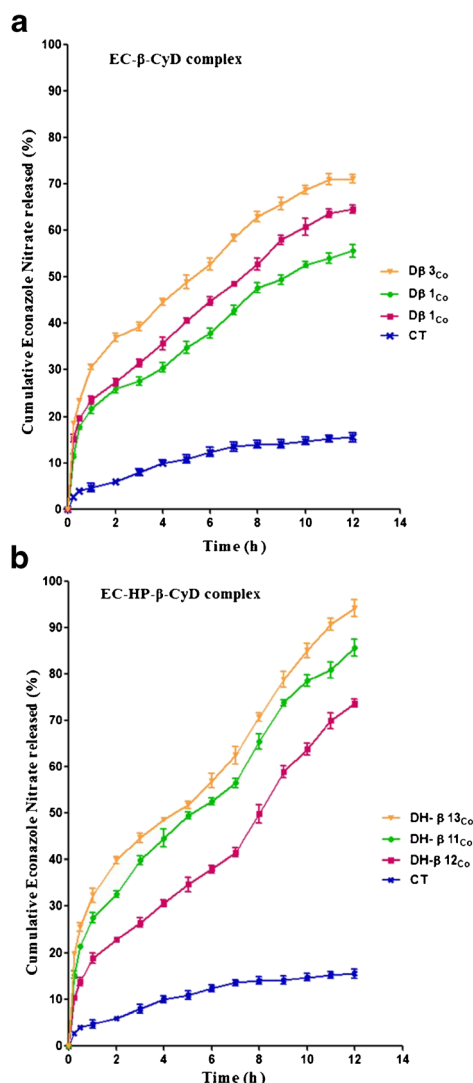 a
EC-β-CyD complex
Cumulative Econazole Nitrate released (%)
100
90
80
70
60
50
40
30
20
10
0
0 2 4 6 8 10 12 14
Time (h)
Dβ 3Co
Dβ 1Co
Dβ 1Co
CT
b
EC-HP-β-CyD complex
Cumulative Econazole Nitrate released (%)
100
90
80
70
60
50
40
30
20
10
0
0 2 4 6 8 10 12 14
Time (h)
DH- β 13Co
DH- β 11Co
DH-β 12Co
CT